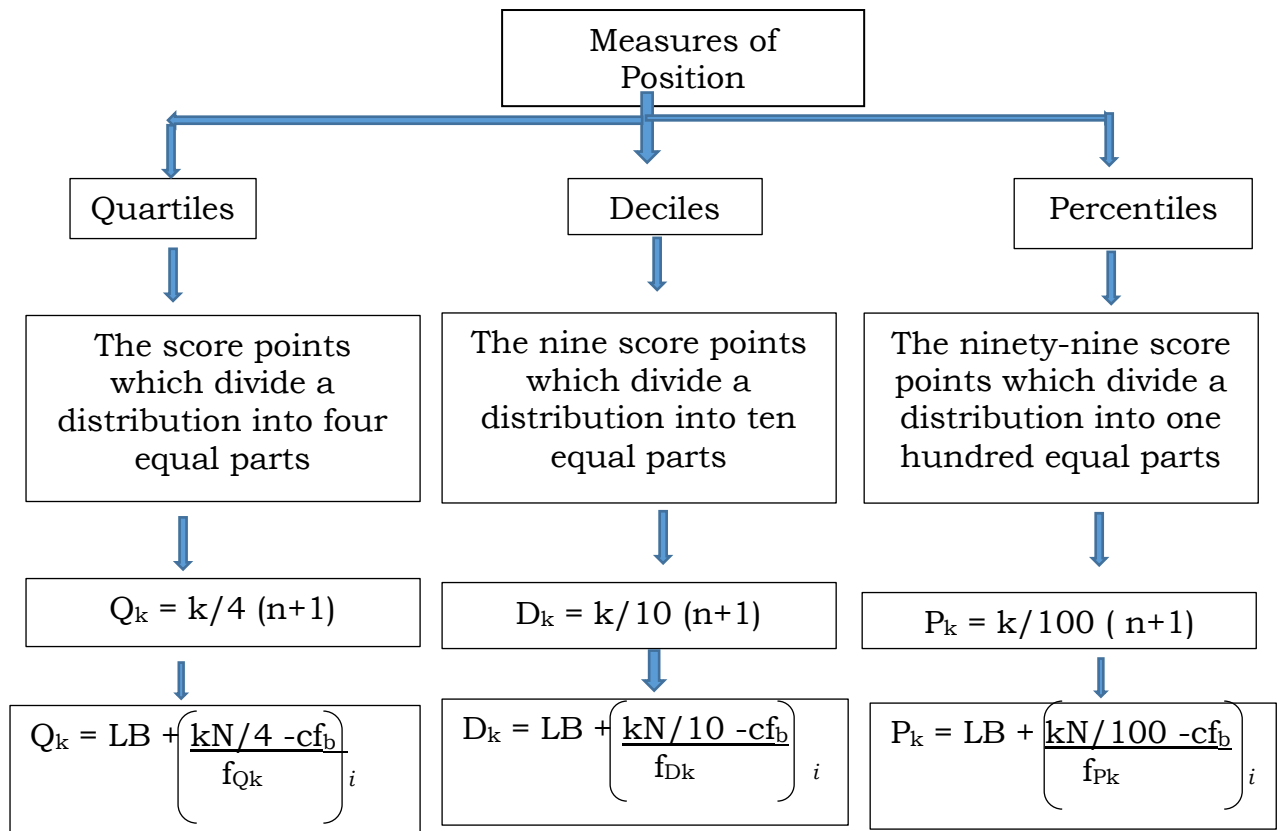 Measures of
Position
Quartiles
Deciles
Percentiles
The score points
which divide a
distribution into four
equal parts
The nine score points
which divide a
distribution into ten
equal parts
The ninety-nine score
points which divide a
distribution into one
hundred equal parts
Qk = k/4 (n+1)
Dk = k/10 (n+1)
Pk = k/100 ( n+1)
Qk = LB + (kN/4 -cfb
fQk) i
Dk = LB + (kN/10 -cfb
fDk) i
Pk = LB + (kN/100 -cfb
fPk) i